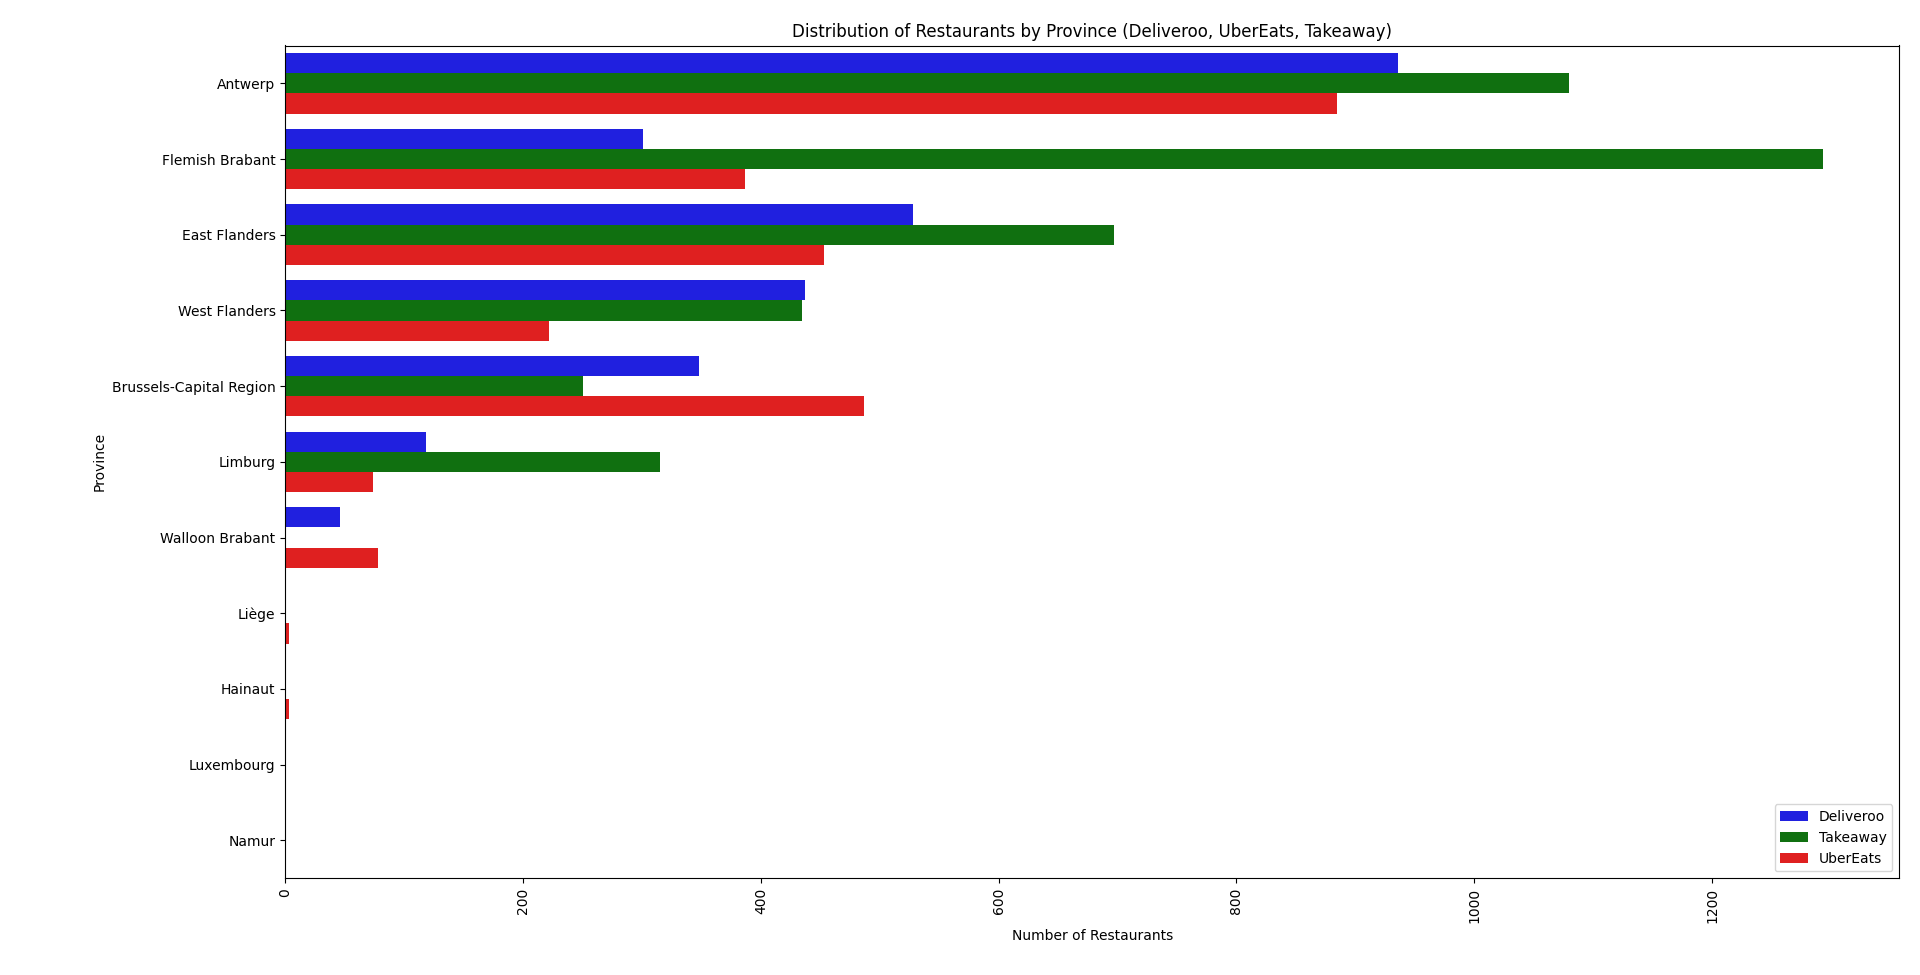 Distribution of Restaurants by Province (Deliveroo, UberEats, Takeaway)
Province
Antwerp
Flemish Brabant
East Flanders
West Flanders
Brussels-Capital Region
Limburg
Walloon Brabant
Liège
Hainaut
Luxembourg
Namur
Deliveroo
Takeaway
UberEats
0 200 400 600 800 1000 1200
Number of Restaurants